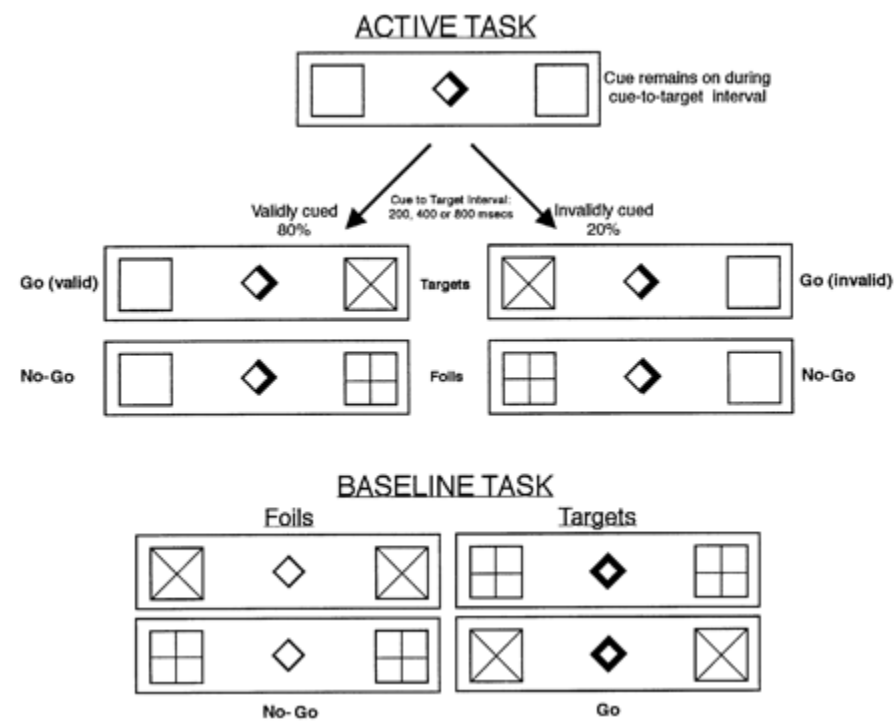 ACTIVE TASK
Cue remains on during
cue-to-target interval
Validly cued
80%
Cue to Target Interval:
200, 400 or 800 msecs
Invalidly cued
20%
Go (valid)
Targets
Go (invalid)
No-Go
Foils
No-Go
BASELINE TASK
Foils
Targets
No- Go
Go